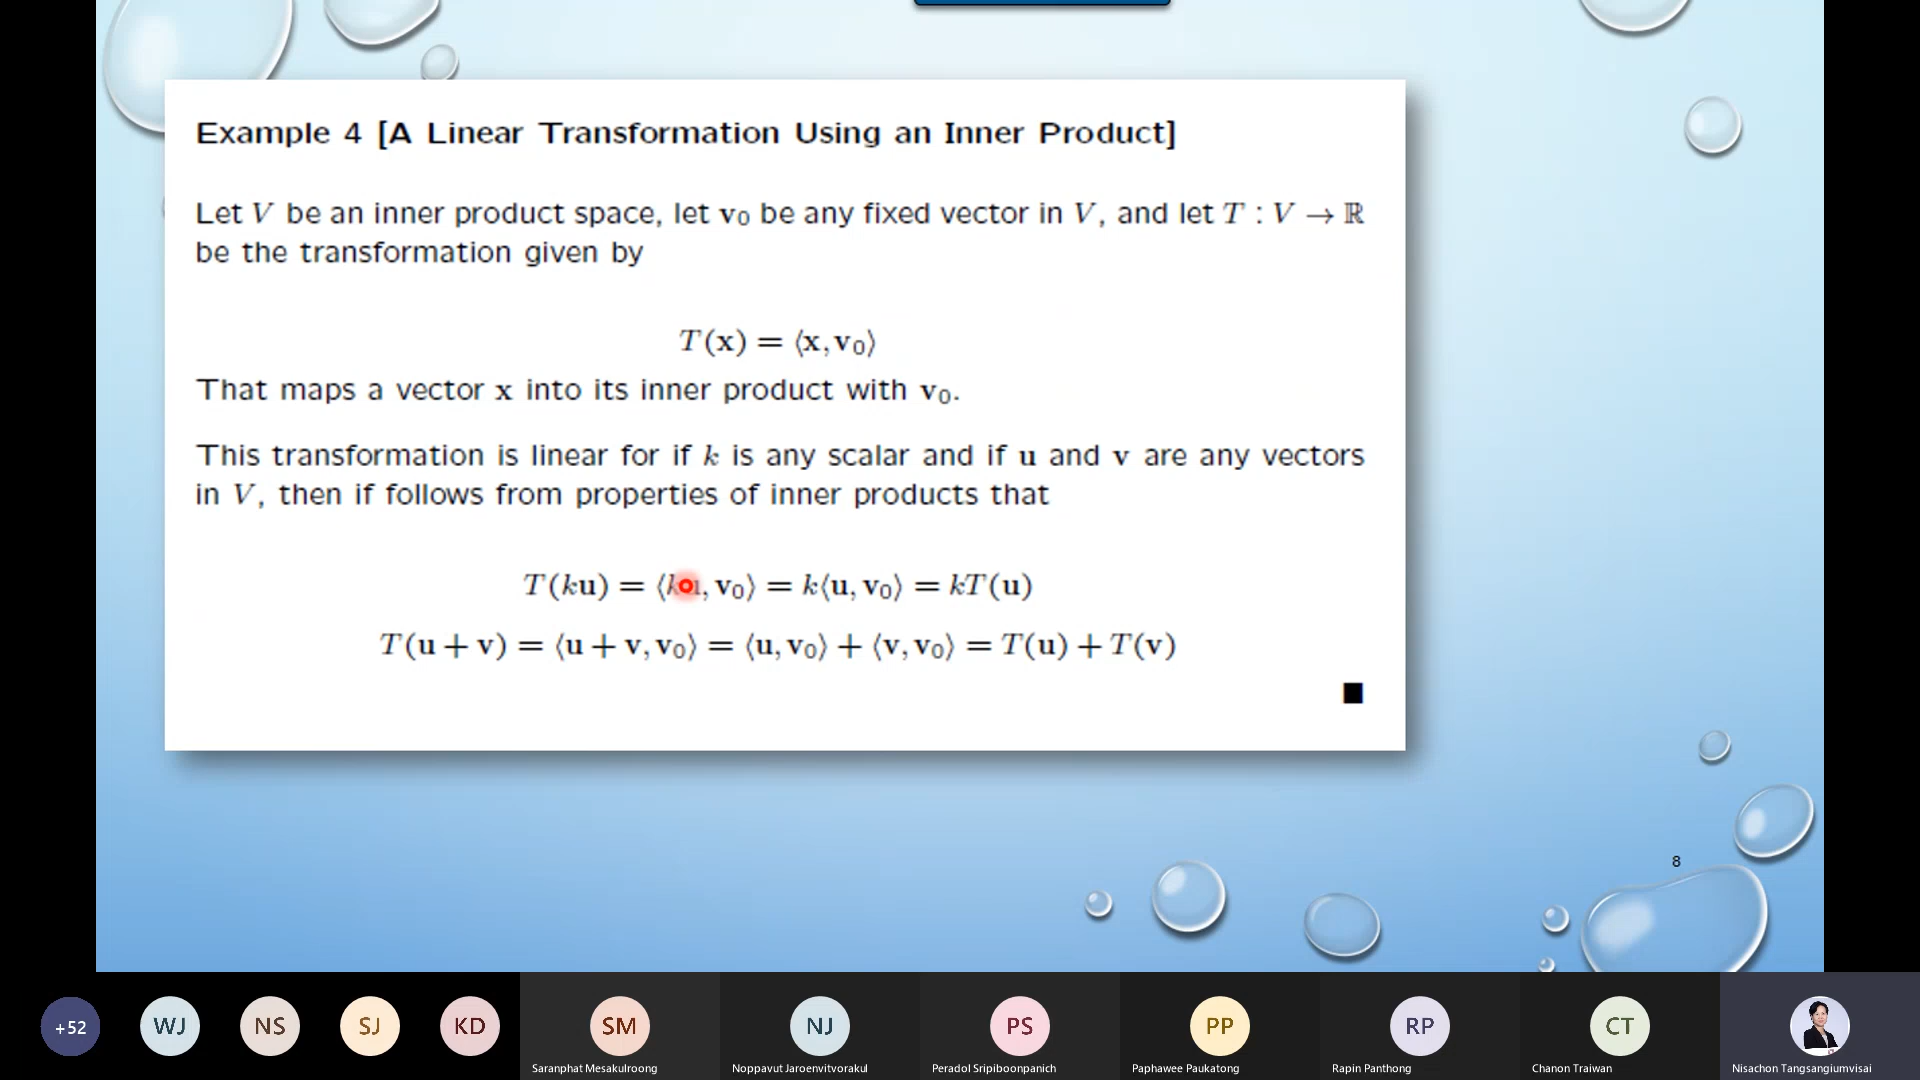 Example 4 [A Linear Transformation Using an Inner Product]
Let V be an inner product space, let v₀ be any fixed vector in V, and let T : V → ℝ
be the transformation given by
T(x) = ⟨x, v₀⟩
That maps a vector x into its inner product with v₀.
This transformation is linear for if k is any scalar and if u and v are any vectors
in V, then if follows from properties of inner products that
T(ku) = ⟨ku, v₀⟩ = k⟨u, v₀⟩ = kT(u)
T(u + v) = ⟨u + v, v₀⟩ = ⟨u, v₀⟩ + ⟨v, v₀⟩ = T(u) + T(v)
■
8
+52 WJ NS SJ KD SM NJ PS PP RP CT
Saranphat Mesakulroong Noppavut Jaroenvitvorakul Peradol Sripiboonpanich Paphawee Paukatong Rapin Panthong Chanon Traiwan Nisachon Tangsangiumvisai